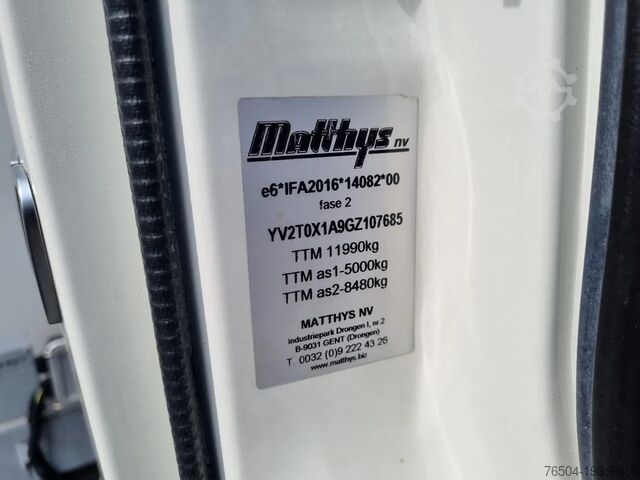 Matthys nv
e6*IFA2016*14082*00
fase 2
YV2T0X1A9GZ107685
TTM 11990kg
TTM as1-5000kg
TTM as2-8480kg
MATTHYS NV
industriepark Drongen I, nr.2
B-9031 GENT (Drongen)
T. 0032 (0)9 222 43 26
www.matthys.biz